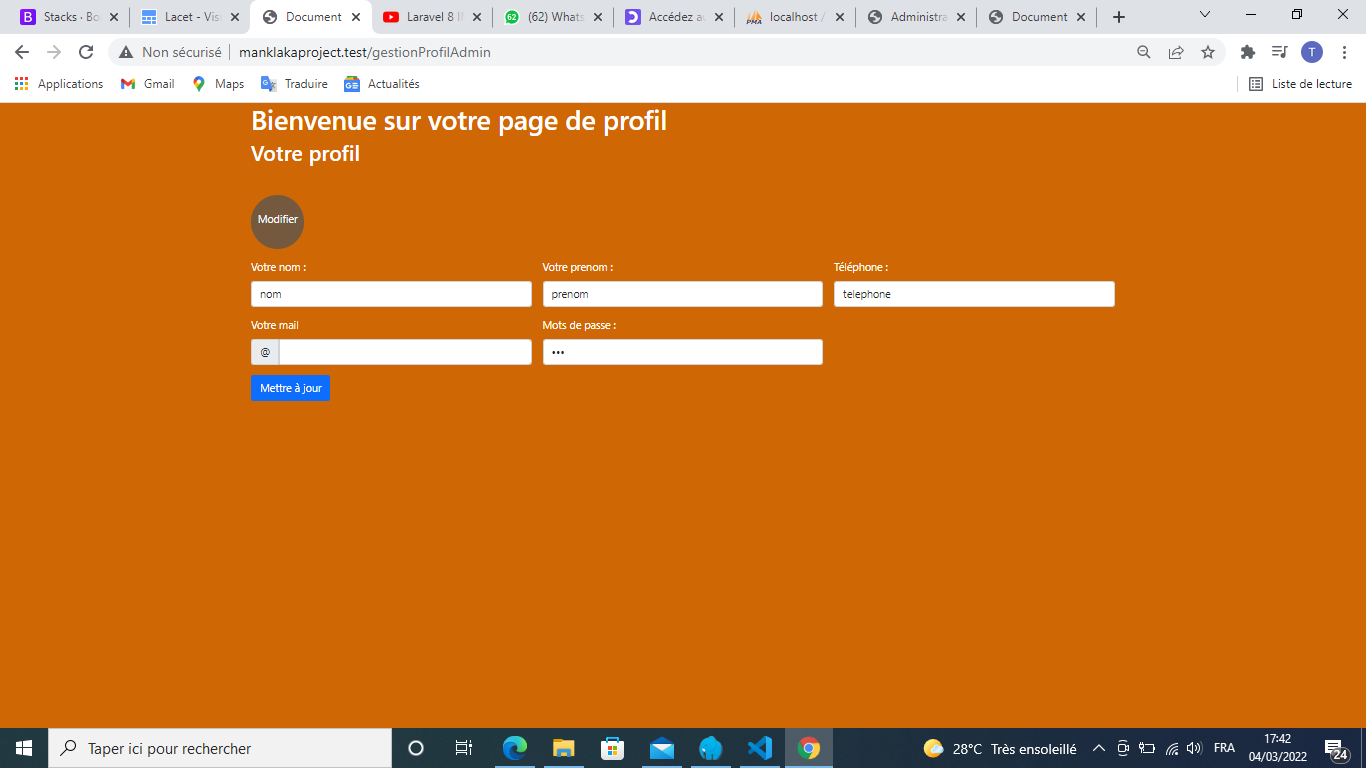 Stacks · Bo
Lacet - Vis
Document
Laravel 8 I
62
(62) Whats
Accédez au
PMA
localhost /
Administra
Document
Non sécurisé
manklakaproject.test/gestionProfilAdmin
T
Applications
Gmail
Maps
Traduire
Actualités
Liste de lecture
Bienvenue sur votre page de profil
Votre profil
Modifier
Votre nom :
Votre prenom :
Téléphone :
nom
prenom
telephone
Votre mail
Mots de passe :
@
•••
Mettre à jour
Taper ici pour rechercher
28°C Très ensoleillé
FRA
17:42
04/03/2022
24